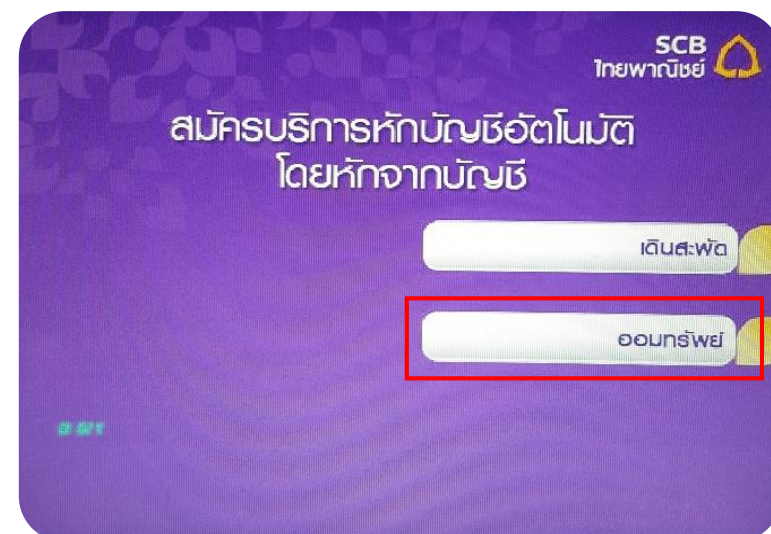 SCB
ไทยพาณิชย์
สมัครบริการหักบัญชีอัตโนมัติ
โดยหักจากบัญชี
เดินสะพัด
ออมทรัพย์